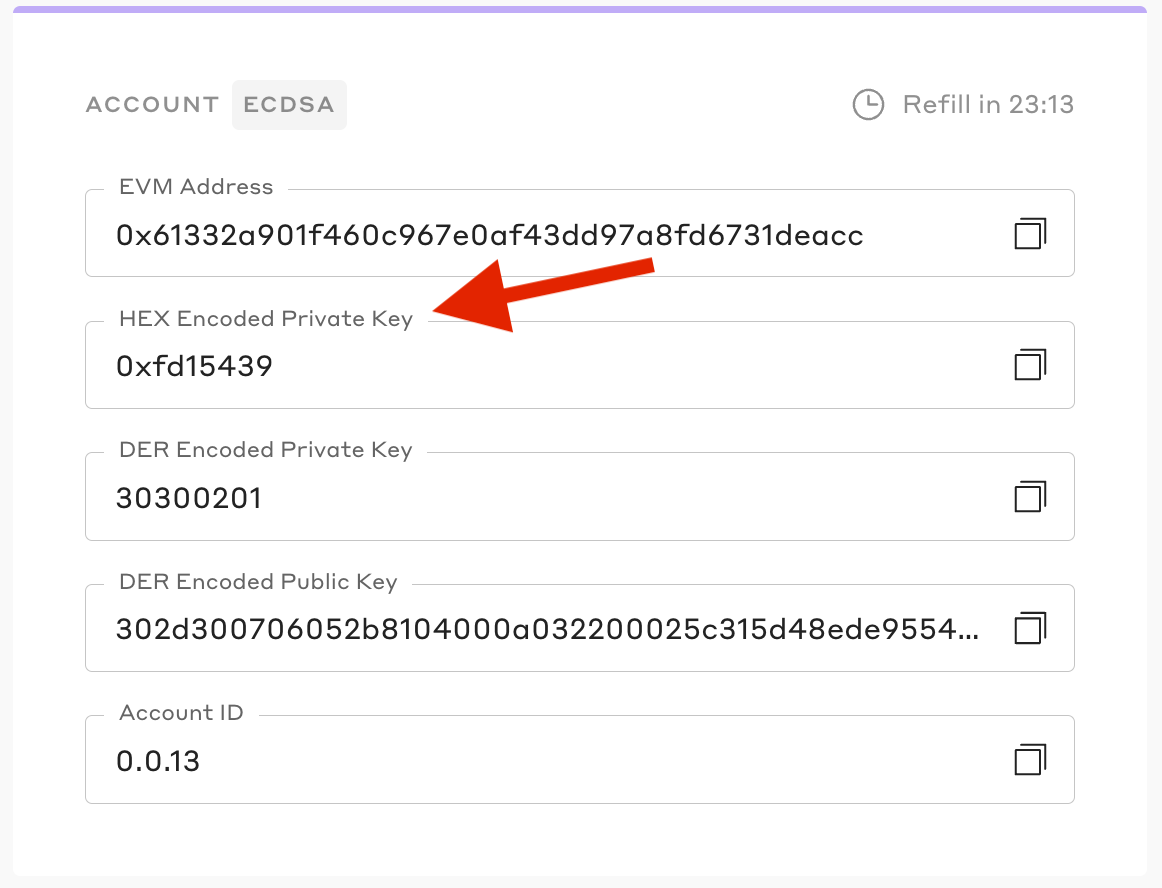 ACCOUNT ECDSA Refill in 23:13
EVM Address
0x61332a901f460c967e0af43dd97a8fd6731deacc
HEX Encoded Private Key
0xfd15439
DER Encoded Private Key
30300201
DER Encoded Public Key
302d300706052b8104000a032200025c315d48ede9554...
Account ID
0.0.13